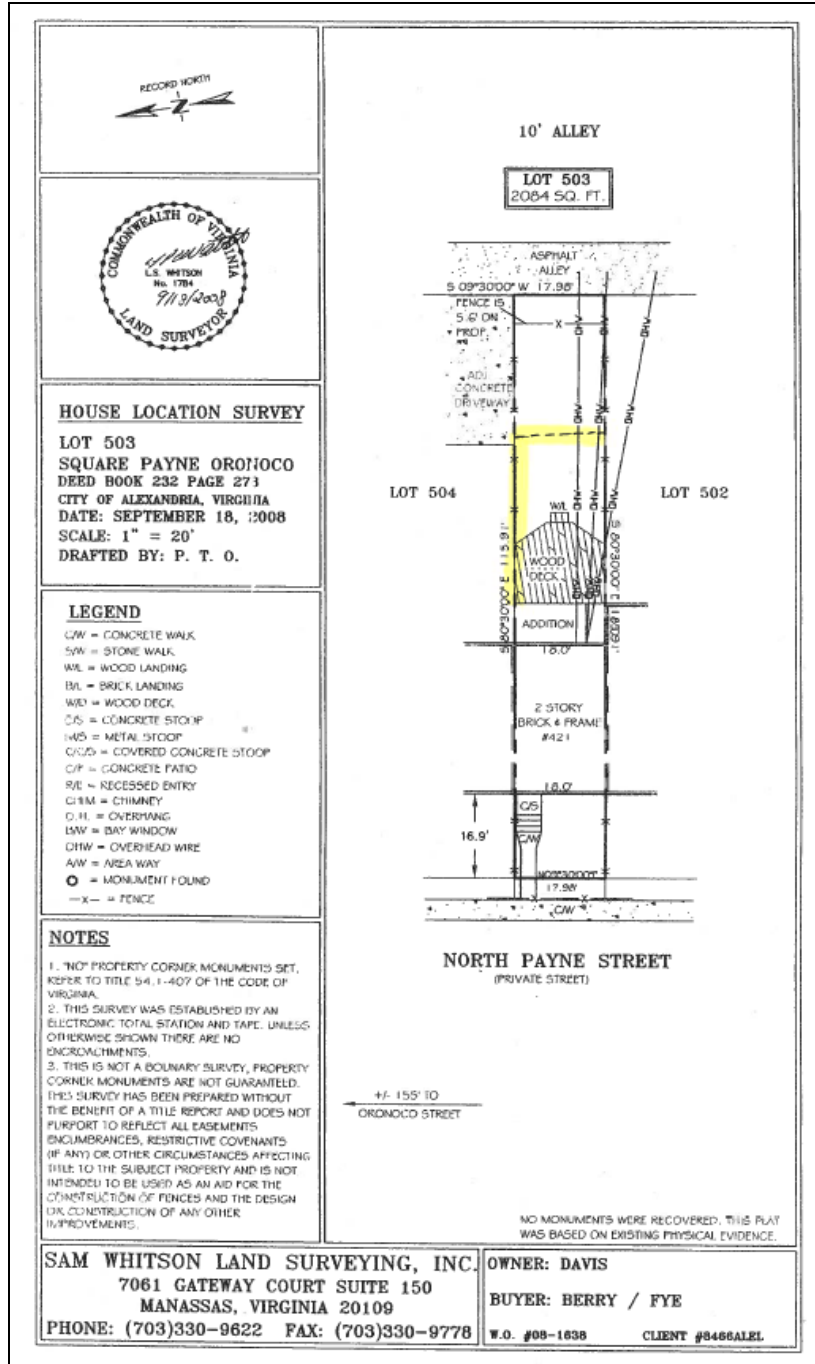 RECORD NORTH
Z
COMMONWEALTH OF VIRGINIA
L.S. WHITSON
No. 1784
9/19/2008
LAND SURVEYOR
HOUSE LOCATION SURVEY
LOT 503
SQUARE PAYNE ORONOCO
DEED BOOK 232 PAGE 273
CITY OF ALEXANDRIA, VIRGINIA
DATE: SEPTEMBER 18, 2008
SCALE: 1" = 20'
DRAFTED BY: P. T. O.
LEGEND
C/W = CONCRETE WALK
S/W = STONE WALK
W/L = WOOD LANDING
B/L = BRICK LANDING
W/D = WOOD DECK
C/S = CONCRETE STOOP
M/S = METAL STOOP
C/C/S = COVERED CONCRETE STOOP
C/P = CONCRETE PATIO
R/E = RECESSED ENTRY
CHIM = CHIMNEY
O.H. = OVERHANG
B/W = BAY WINDOW
OHW = OVERHEAD WIRE
A/W = AREA WAY
O = MONUMENT FOUND
—X— = FENCE
NOTES
1. "NO" PROPERTY CORNER MONUMENTS SET,
REFER TO TITLE 54.1-407 OF THE CODE OF
VIRGINIA.
2. THIS SURVEY WAS ESTABLISHED BY AN
ELECTRONIC TOTAL STATION AND TAPE. UNLESS
OTHERWISE SHOWN THERE ARE NO
ENCROACHMENTS.
3. THIS IS NOT A BOUNARY SURVEY, PROPERTY
CORNER MONUMENTS ARE NOT GUARANTEED.
THIS SURVEY HAS BEEN PREPARED WITHOUT
THE BENEFIT OF A TITLE REPORT AND DOES NOT
PURPORT TO REFLECT ALL EASEMENTS
ENCUMBRANCES, RESTRICTIVE COVENANTS
(IF ANY) OR OTHER CIRCUMSTANCES AFFECTING
TITLE TO THE SUBJECT PROPERTY AND IS NOT
INTENDED TO BE USED AS AN AID FOR THE
CONSTRUCTION OF FENCES AND THE DESIGN
OR CONSTRUCTION OF ANY OTHER
IMPROVEMENTS.
10' ALLEY
LOT 503
2084 SQ. FT.
ASPHALT
ALLEY
S 09°30'00" W 17.98'
FENCE IS
5.6' ON
PROP.
ADJ.
CONCRETE
DRIVEWAY
OHW
OHW
OHW
OHW
OHW
LOT 504
LOT 502
S 80°30'00" E 115.91'
S 80°30'00" E
W/L
WOOD
DECK
ADDITION
18.0'
2 STORY
BRICK & FRAME
#421
18.0'
C/S
16.9'
C/W
17.98'
C/W
NORTH PAYNE STREET
(PRIVATE STREET)
+/- 155' TO
ORONOCO STREET
NO MONUMENTS WERE RECOVERED. THIS PLAT
WAS BASED ON EXISTING PHYSICAL EVIDENCE.
SAM WHITSON LAND SURVEYING, INC.
7061 GATEWAY COURT SUITE 150
MANASSAS, VIRGINIA 20109
PHONE: (703)330-9622 FAX: (703)330-9778
OWNER: DAVIS
BUYER: BERRY / FYE
W.O. #08-1638 CLIENT #8466ALEL